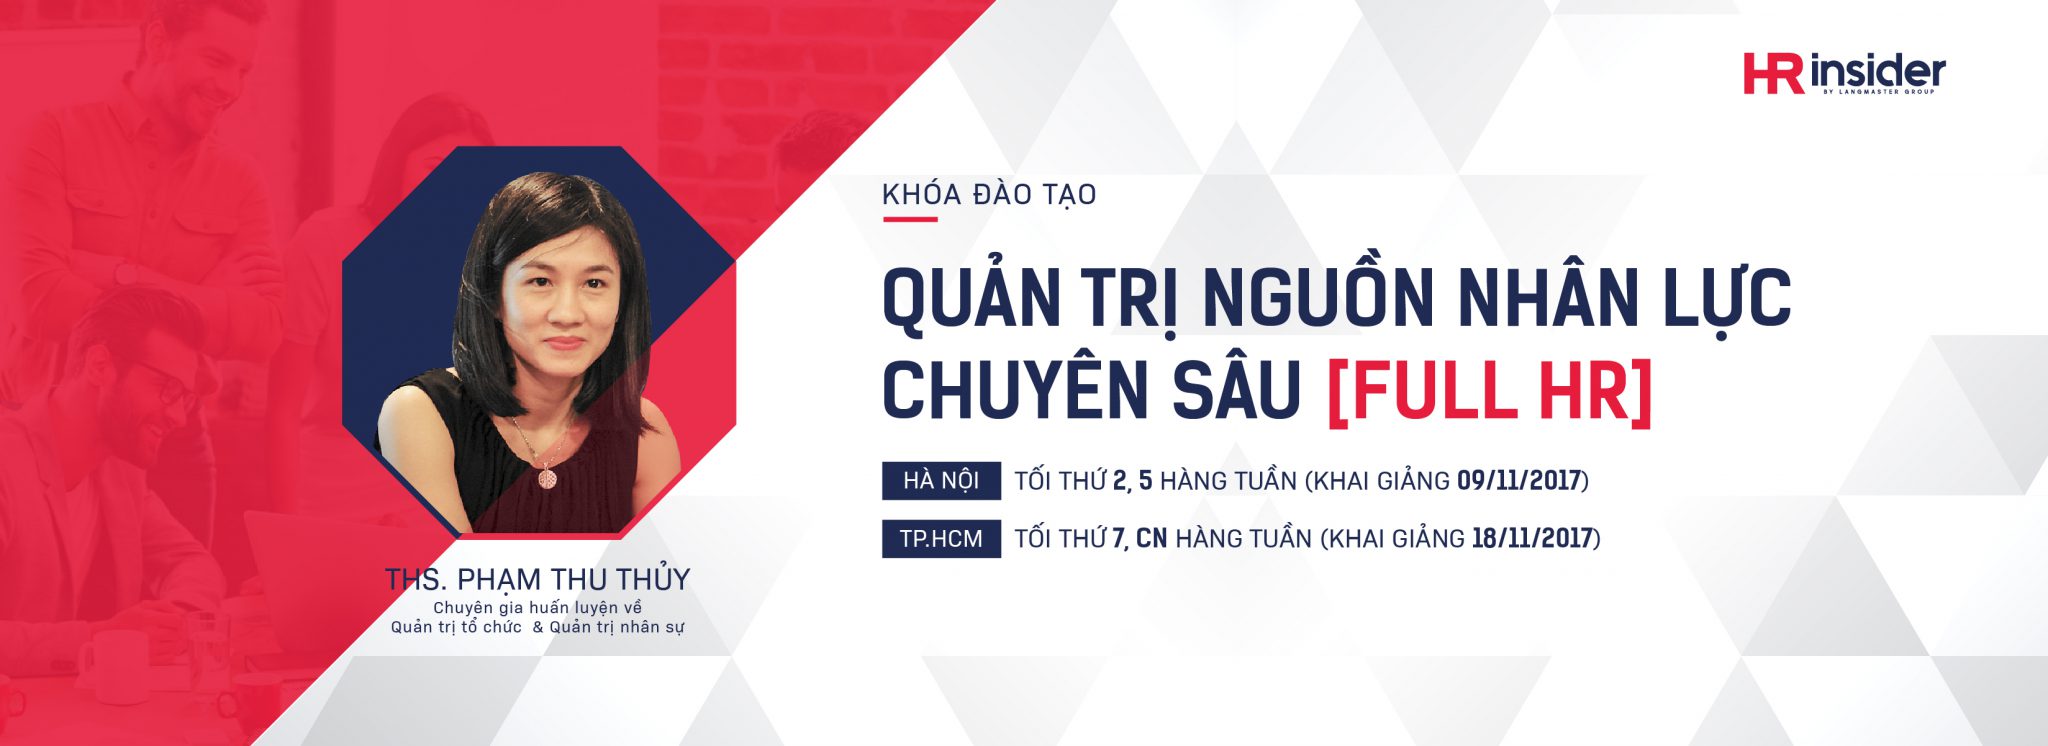 HR insider
BY LANGMASTER GROUP
KHÓA ĐÀO TẠO
QUẢN TRỊ NGUỒN NHÂN LỰC
CHUYÊN SÂU [FULL HR]
HÀ NỘI TỐI THỨ 2, 5 HÀNG TUẦN (KHAI GIẢNG 09/11/2017)
TP.HCM TỐI THỨ 7, CN HÀNG TUẦN (KHAI GIẢNG 18/11/2017)
THS. PHẠM THU THỦY
Chuyên gia huấn luyện về
Quản trị tổ chức & Quản trị nhân sự